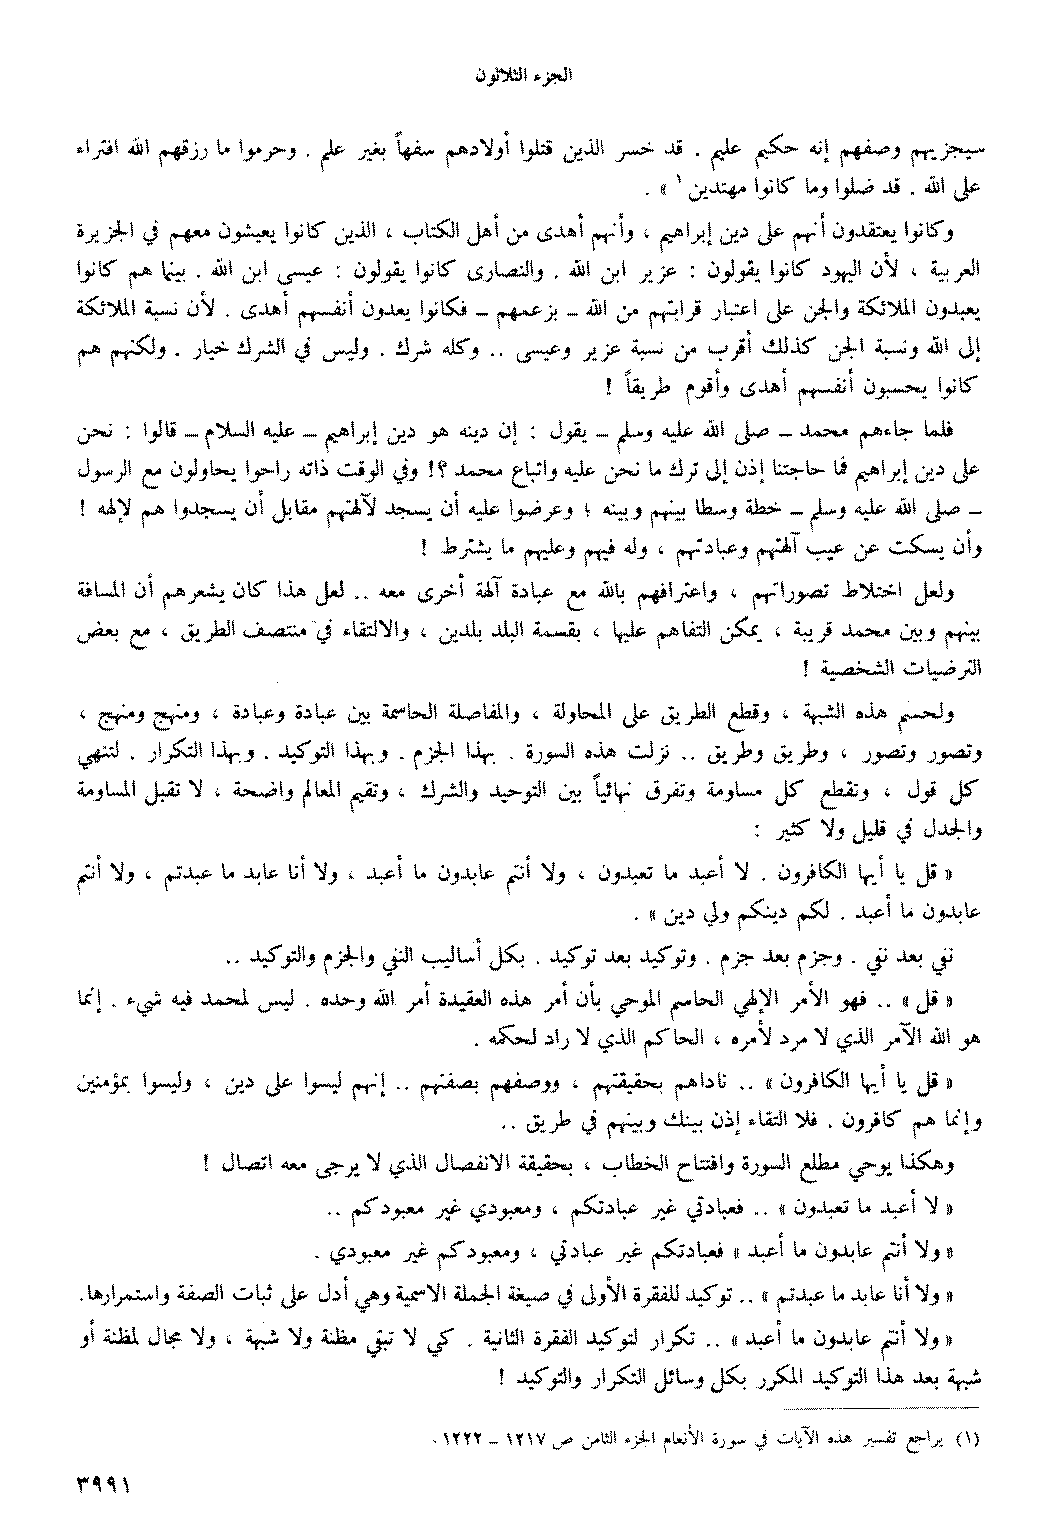 الجزء الثلاثون
سيجزيهم وصفهم إنه حكيم عليم . قد خسر الذين قتلوا أولادهم سفهاً بغير علم . وحرموا ما رزقهم الله افتراء
على الله . قد ضلوا وما كانوا مهتدين ١ » .
وكانوا يعتقدون أنهم على دين إبراهيم ، وأنهم أهدى من أهل الكتاب ، الذين كانوا يعيشون معهم في الجزيرة
العربية ، لأن اليهود كانوا يقولون : عزير ابن الله . والنصارى كانوا يقولون : عيسى ابن الله . بينما هم كانوا
يعبدون الملائكة والجن على اعتبار قرابتهم من الله – بزعمهم – فكانوا يعدون أنفسهم أهدى . لأن نسبة الملائكة
إلى الله ونسبة الجن كذلك أقرب من نسبة عزير وعيسى .. وكله شرك . وليس في الشرك خيار . ولكنهم هم
كانوا يحسبون أنفسهم أهدى وأقوم طريقاً !
فلما جاءهم محمد – صلى الله عليه وسلم – يقول : إن دينه هو دين إبراهيم – عليه السلام – قالوا : نحن
على دين إبراهيم فما حاجتنا إذن إلى ترك ما نحن عليه واتباع محمد ؟! وفي الوقت ذاته راحوا يحاولون مع الرسول
– صلى الله عليه وسلم – خطة وسطا بينهم وبينه ؛ وعرضوا عليه أن يسجد لآلهتهم مقابل أن يسجدوا هم لإلهه !
وأن يسكت عن عيب آلهتهم وعبادتهم ، وله فيهم وعليهم ما يشترط !
ولعل اختلاط تصوراتهم ، واعترافهم بالله مع عبادة آلهة أخرى معه .. لعل هذا كان يشعرهم أن المسافة
بينهم وبين محمد قريبة ، يمكن التفاهم عليها ، بقسمة البلد بلدين ، والالتقاء في منتصف الطريق ، مع بعض
الترضيات الشخصية !
ولحسم هذه الشبهة ، وقطع الطريق على المحاولة ، والمفاصلة الحاسمة بين عبادة وعبادة ، ومنهج ومنهج ،
وتصور وتصور ، وطريق وطريق .. نزلت هذه السورة . بهذا الجزم . وبهذا التوكيد . وبهذا التكرار . لتنهي
كل قول ، وتقطع كل مساومة وتفرق نهائياً بين التوحيد والشرك ، وتقيم المعالم واضحة ، لا تقبل المساومة
والجدل في قليل ولا كثير :
« قل يا أيها الكافرون . لا أعبد ما تعبدون ، ولا أنتم عابدون ما أعبد ، ولا أنا عابد ما عبدتم ، ولا أنتم
عابدون ما أعبد . لكم دينكم ولي دين » .
نفي بعد نفي . وجزم بعد جزم . وتوكيد بعد توكيد . بكل أساليب النفي والجزم والتوكيد ..
« قل » .. فهو الأمر الإلهي الحاسم الموحي بأن أمر هذه العقيدة أمر الله وحده . ليس لمحمد فيه شيء . إنما
هو الله الآمر الذي لا مرد لأمره ، الحاكم الذي لا راد لحكمه .
« قل يا أيها الكافرون » .. ناداهم بحقيقتهم ، ووصفهم بصفتهم .. إنهم ليسوا على دين ، وليسوا بمؤمنين
وإنما هم كافرون . فلا التقاء إذن بينك وبينهم في طريق ..
وهكذا يوحي مطلع السورة وافتتاح الخطاب ، بحقيقة الانفصال الذي لا يرجى معه اتصال !
« لا أعبد ما تعبدون » .. فعبادتي غير عبادتكم ، ومعبودي غير معبودكم ..
« ولا أنتم عابدون ما أعبد » فعبادتكم غير عبادتي ، ومعبودكم غير معبودي .
« ولا أنا عابد ما عبدتم » .. توكيد للفقرة الأولى في صيغة الجملة الاسمية وهي أدل على ثبات الصفة واستمرارها.
« ولا أنتم عابدون ما أعبد » .. تكرار لتوكيد الفقرة الثانية . كي لا تبقى مظنة ولا شبهة ، ولا مجال لمظنة أو
شبهة بعد هذا التوكيد المكرر بكل وسائل التكرار والتوكيد !
(١) يراجع تفسير هذه الآيات في سورة الأنعام الجزء الثامن ص ١٢١٧ – ١٢٢٢ .
٣٩٩١